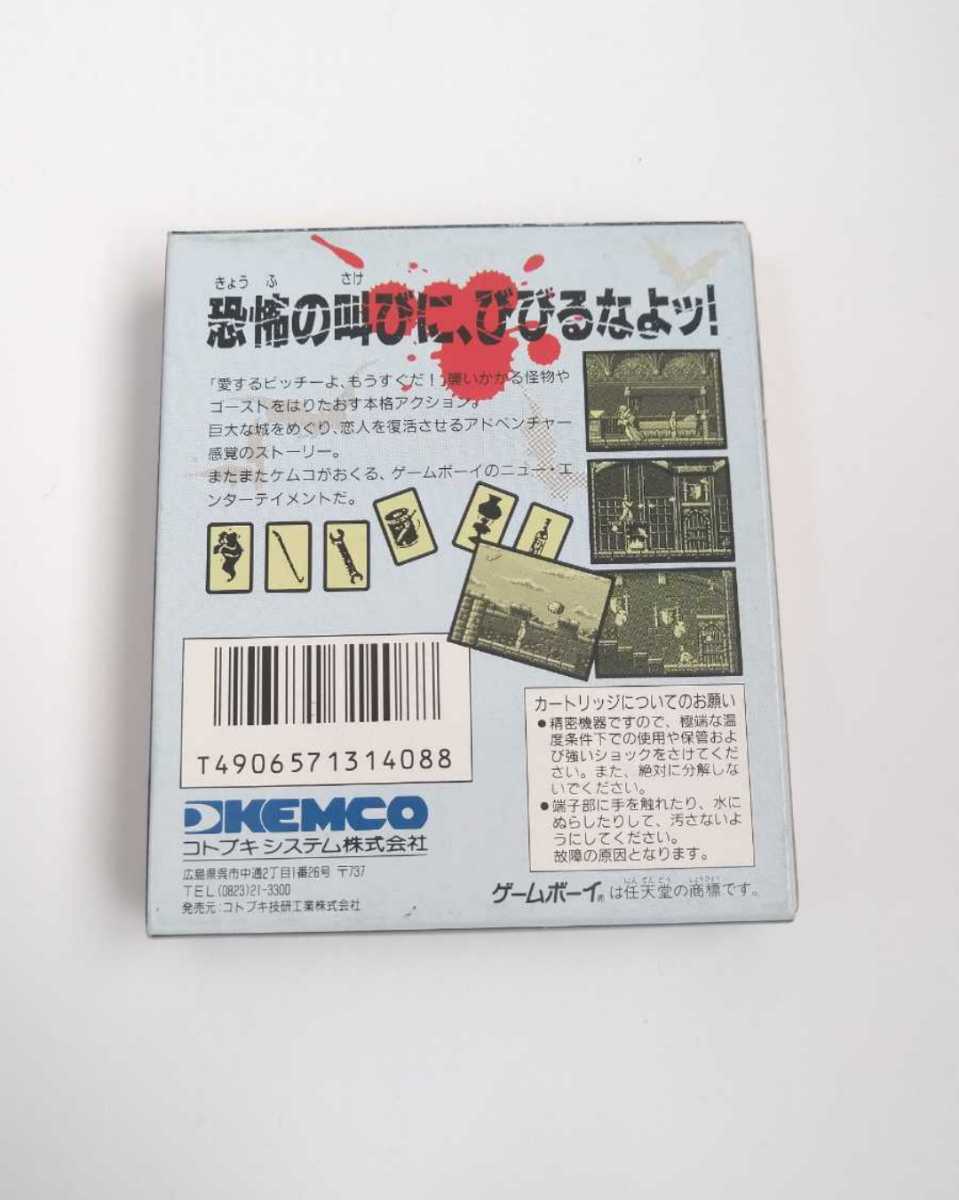 きょう ふ さけ
恐怖の叫びに、びびるなよッ!
「愛するビッチーよ、もうすぐだ!」襲いかかる怪物や
ゴーストをはりたおす本格アクション。
巨大な城をめぐり、恋人を復活させるアドベンチャー
感覚のストーリー。
またまたケムコがおくる、ゲームボーイのニュー・エ
ンターテイメントだ。
T4906571314088
KEMCO
コトブキシステム株式会社
広島県呉市中通2丁目1番26号 〒737
TEL(0823)21-3300
発売元:コトブキ技研工業株式会社
カートリッジについてのお願い
●精密機器ですので、極端な温
度条件下での使用や保管およ
び強いショックをさけてくだ
さい。また、絶対に分解しな
いでください。
●端子部に手を触れたり、水に
ぬらしたりして、汚さないよ
うにしてください。
故障の原因となります。
にんてんどう しょうひょう
ゲームボーイ®は任天堂の商標です。